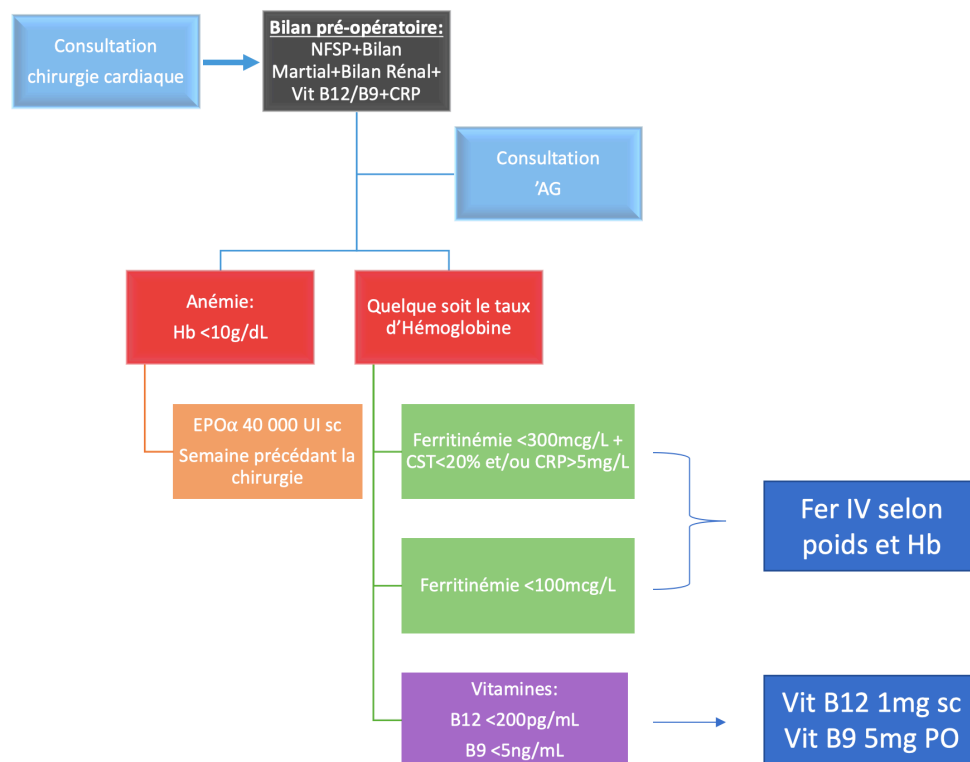 Consultation
chirurgie cardiaque
Bilan pré-opératoire:
NFSP+Bilan
Martial+Bilan Rénal+
Vit B12/B9+CRP
Consultation
’AG
Anémie:
Hb <10g/dL
Quelque soit le taux
d’Hémoglobine
EPOα 40 000 UI sc
Semaine précédant la
chirurgie
Ferritinémie <300mcg/L +
CST<20% et/ou CRP>5mg/L
Ferritinémie <100mcg/L
Fer IV selon
poids et Hb
Vitamines:
B12 <200pg/mL
B9 <5ng/mL
Vit B12 1mg sc
Vit B9 5mg PO